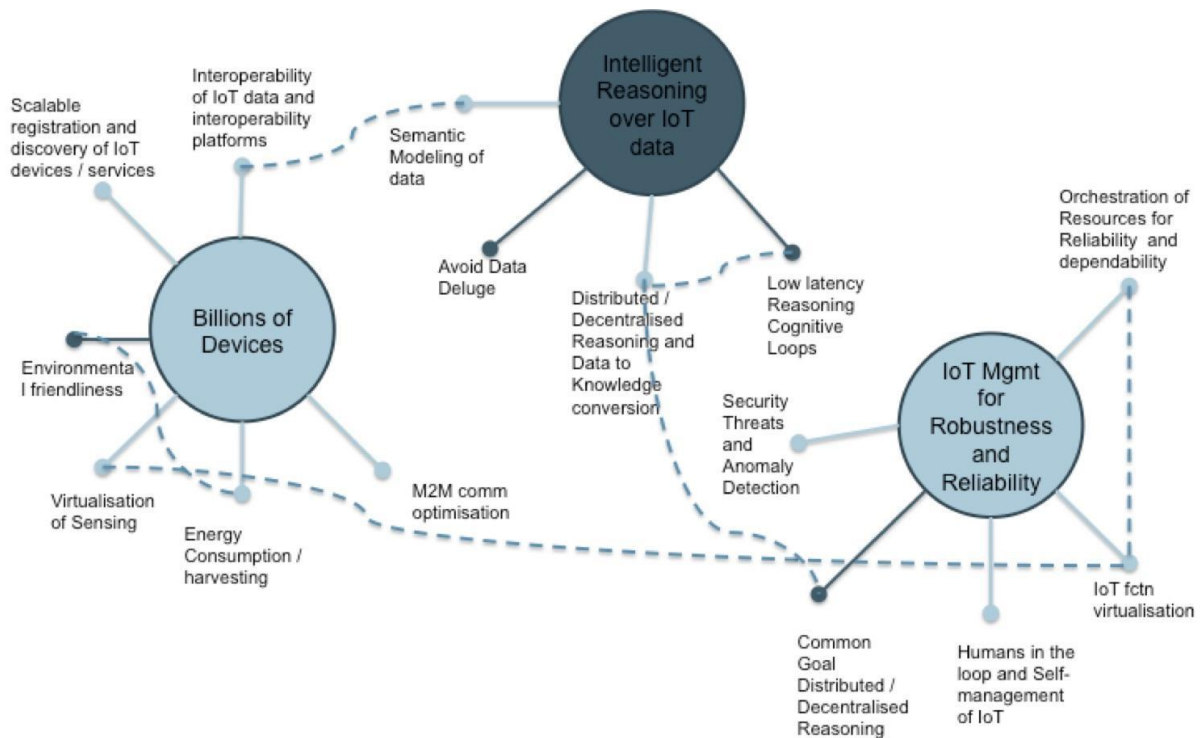 Scalable
registration and
discovery of IoT
devices / services
Interoperability
of IoT data and
interoperability
platforms
Semantic
Modeling of
data
Intelligent
Reasoning
over IoT
data
Billions of
Devices
Avoid Data
Deluge
Distributed /
Decentralised
Reasoning and
Data to
Knowledge
conversion
Low latency
Reasoning
Cognitive
Loops
Orchestration of
Resources for
Reliability and
dependability
Environmenta
l friendliness
Virtualisation
of Sensing
Energy
Consumption /
harvesting
M2M comm
optimisation
Security
Threats
and
Anomaly
Detection
IoT Mgmt
for
Robustness
and
Reliability
Common
Goal
Distributed /
Decentralised
Reasoning
Humans in the
loop and Self-
management
of IoT
IoT fctn
virtualisation